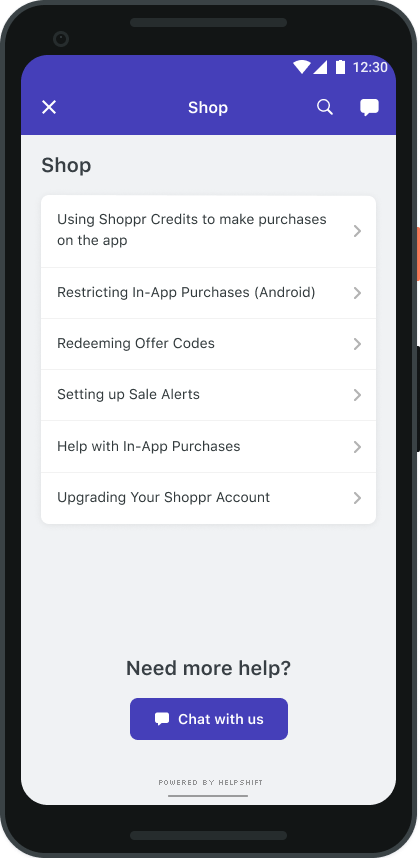 12:30
Shop
Shop
Using Shoppr Credits to make purchases
on the app
Restricting In-App Purchases (Android)
Redeeming Offer Codes
Setting up Sale Alerts
Help with In-App Purchases
Upgrading Your Shoppr Account
Need more help?
Chat with us
POWERED BY HELPSHIFT